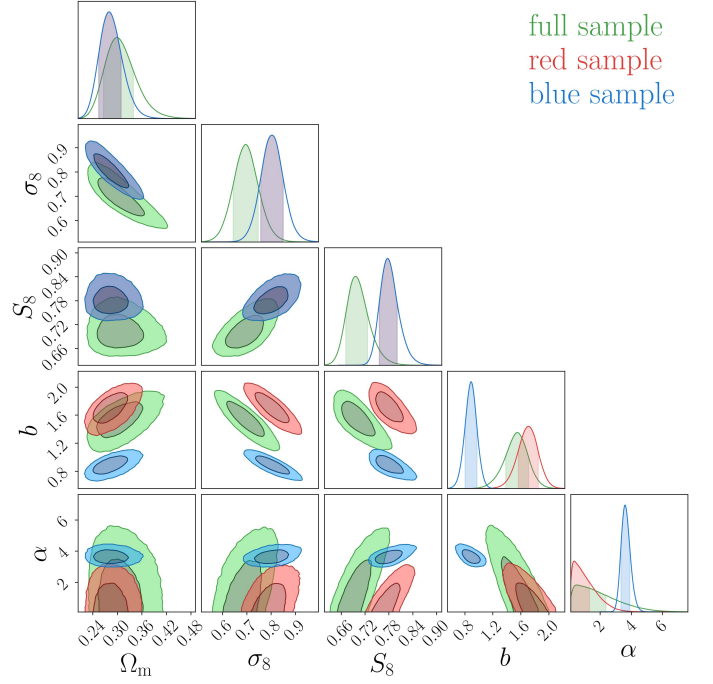 full sample
red sample
blue sample
σ₈
0.9
0.8
0.7
0.6
S₈
0.90
0.84
0.78
0.72
0.66
b
2.0
1.6
1.2
0.8
α
6
4
2
0.24 0.30 0.36 0.42 0.48
0.6 0.7 0.8 0.9
0.66 0.72 0.78 0.84 0.90
0.8 1.2 1.6 2.0
2 4 6
Ωₘ σ₈ S₈ b α